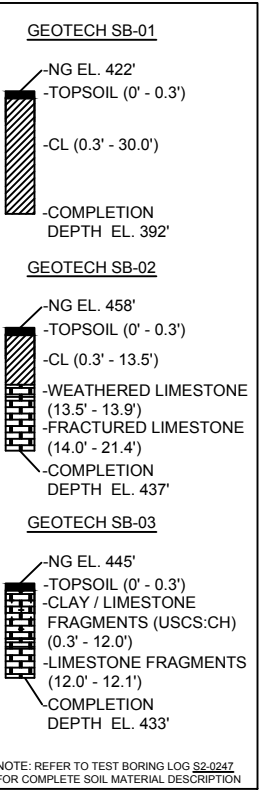 GEOTECH SB-01
-NG EL. 422'
-TOPSOIL (0' - 0.3')
-CL (0.3' - 30.0')
-COMPLETION
DEPTH EL. 392'
GEOTECH SB-02
-NG EL. 458'
-TOPSOIL (0' - 0.3')
-CL (0.3' - 13.5')
-WEATHERED LIMESTONE
(13.5' - 13.9')
-FRACTURED LIMESTONE
(14.0' - 21.4')
-COMPLETION
DEPTH EL. 437'
GEOTECH SB-03
-NG EL. 445'
-TOPSOIL (0' - 0.3')
-CLAY / LIMESTONE
FRAGMENTS (USCS:CH)
(0.3' - 12.0')
-LIMESTONE FRAGMENTS
(12.0' - 12.1')
-COMPLETION
DEPTH EL. 433'
NOTE: REFER TO TEST BORING LOG S2-0247
FOR COMPLETE SOIL MATERIAL DESCRIPTION